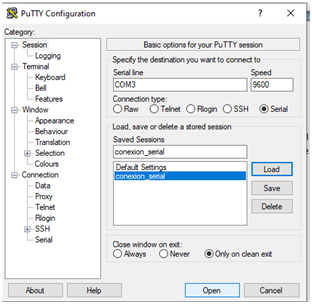 PuTTY Configuration
? ×
Category:
Session
Logging
Terminal
Keyboard
Bell
Features
Window
Appearance
Behaviour
Translation
Selection
Colours
Connection
Data
Proxy
Telnet
Rlogin
SSH
Serial
Basic options for your PuTTY session
Specify the destination you want to connect to
Serial line Speed
COM3 9600
Connection type:
Raw Telnet Rlogin SSH Serial
Load, save or delete a stored session
Saved Sessions
conexion_serial
Default Settings
conexion_serial
Load
Save
Delete
Close window on exit:
Always Never Only on clean exit
About Help Open Cancel